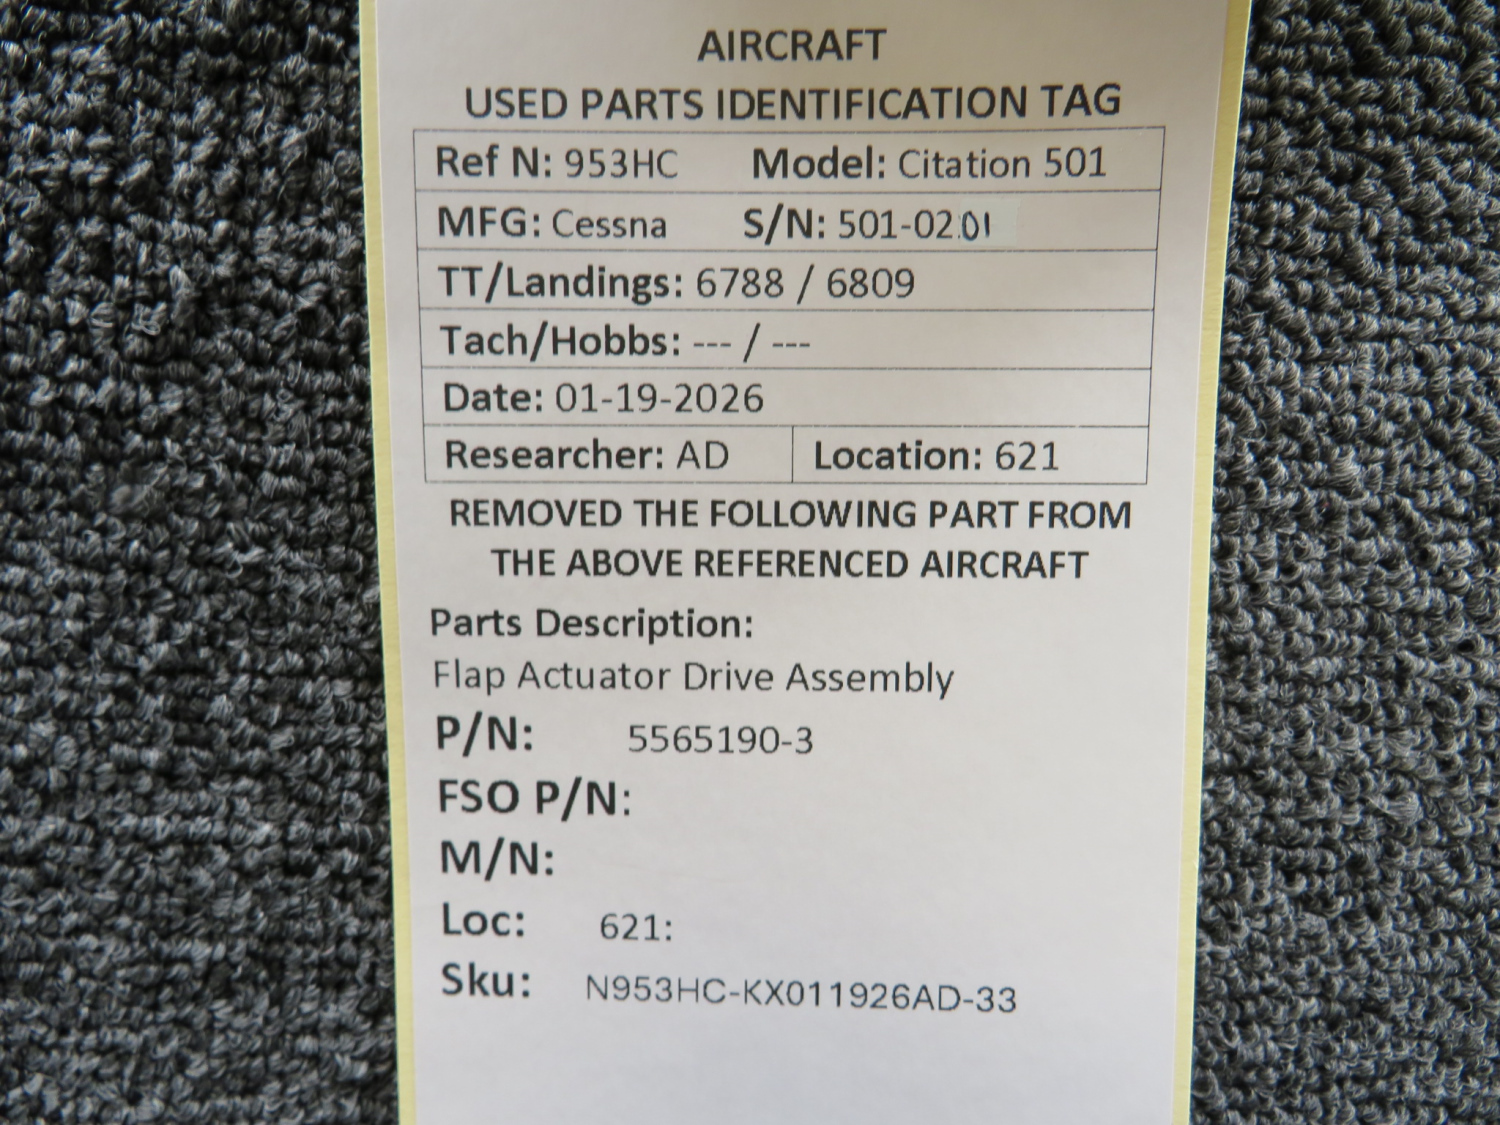 AIRCRAFT
USED PARTS IDENTIFICATION TAG
Ref N: 953HC Model: Citation 501
MFG: Cessna S/N: 501-0201
TT/Landings: 6788 / 6809
Tach/Hobbs: --- / ---
Date: 01-19-2026
Researcher: AD Location: 621
REMOVED THE FOLLOWING PART FROM
THE ABOVE REFERENCED AIRCRAFT
Parts Description:
Flap Actuator Drive Assembly
P/N: 5565190-3
FSO P/N:
M/N:
Loc: 621:
Sku: N953HC-KX011926AD-33